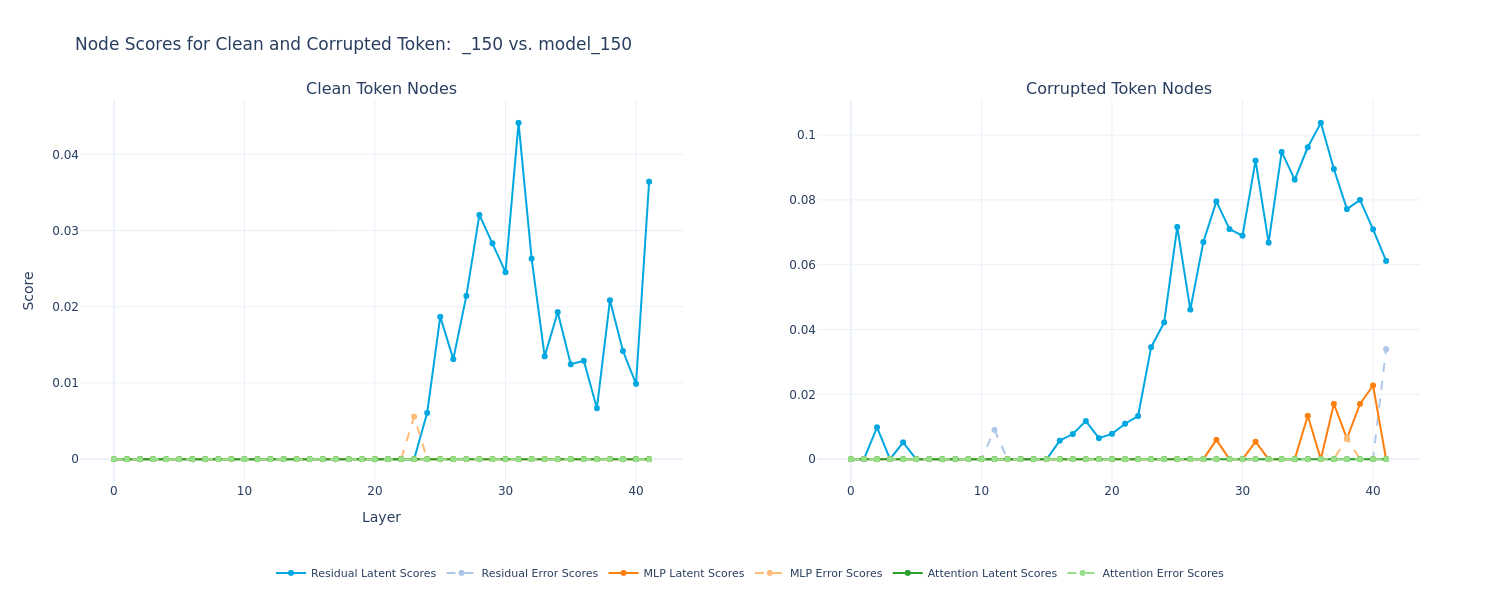 Node Scores for Clean and Corrupted Token:  _150 vs. model_150
Clean Token Nodes
Corrupted Token Nodes
0.04
0.03
0.02
0.01
0
Score
0 10 20 30 40
Layer
0.1
0.08
0.06
0.04
0.02
0
0 10 20 30 40
Residual Latent Scores Residual Error Scores MLP Latent Scores MLP Error Scores Attention Latent Scores Attention Error Scores